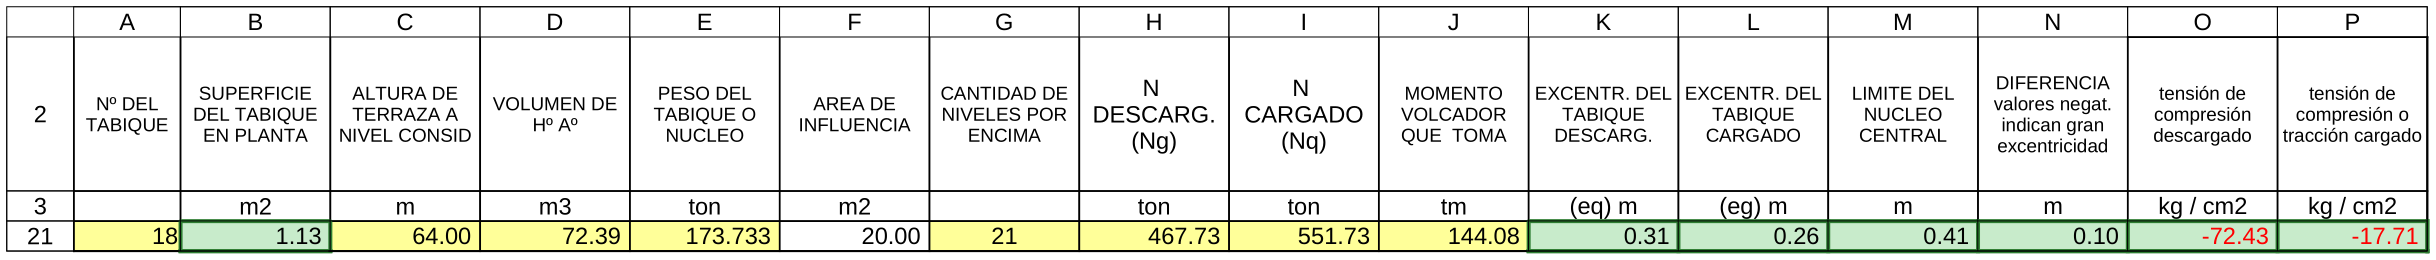 A B C D E F G H I J K L M N O P
2
Nº DEL
TABIQUE
SUPERFICIE
DEL TABIQUE
EN PLANTA
ALTURA DE
TERRAZA A
NIVEL CONSID
VOLUMEN DE
Hº Aº
PESO DEL
TABIQUE O
NUCLEO
AREA DE
INFLUENCIA
CANTIDAD DE
NIVELES POR
ENCIMA
N
DESCARG.
(Ng)
N
CARGADO
(Nq)
MOMENTO
VOLCADOR
QUE TOMA
EXCENTR. DEL
TABIQUE
DESCARG.
EXCENTR. DEL
TABIQUE
CARGADO
LIMITE DEL
NUCLEO
CENTRAL
DIFERENCIA
valores negat.
indican gran
excentricidad
tensión de
compresión
descargado
tensión de
compresión o
tracción cargado
3 m2 m m3 ton m2 ton ton tm (eq) m (eg) m m m kg / cm2 kg / cm2
21 18 1.13 64.00 72.39 173.733 20.00 21 467.73 551.73 144.08 0.31 0.26 0.41 0.10 -72.43 -17.71